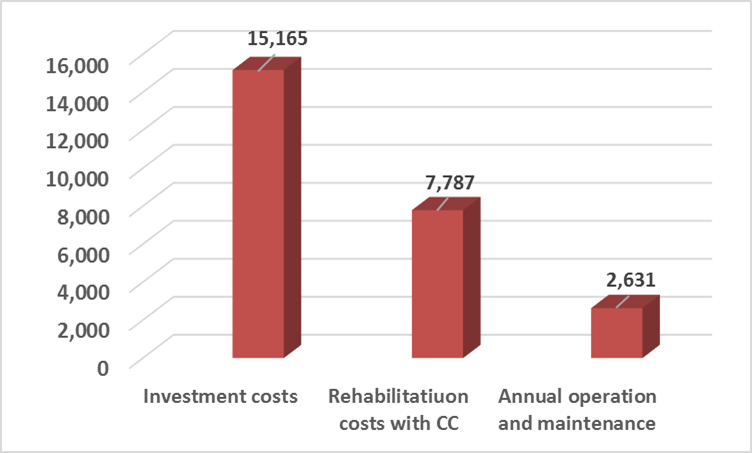 15,165
16,000
14,000
12,000
10,000
8,000
6,000
4,000
2,000
0
7,787
2,631
Investment costs
Rehabilitatiuon
costs with CC
Annual operation
and maintenance